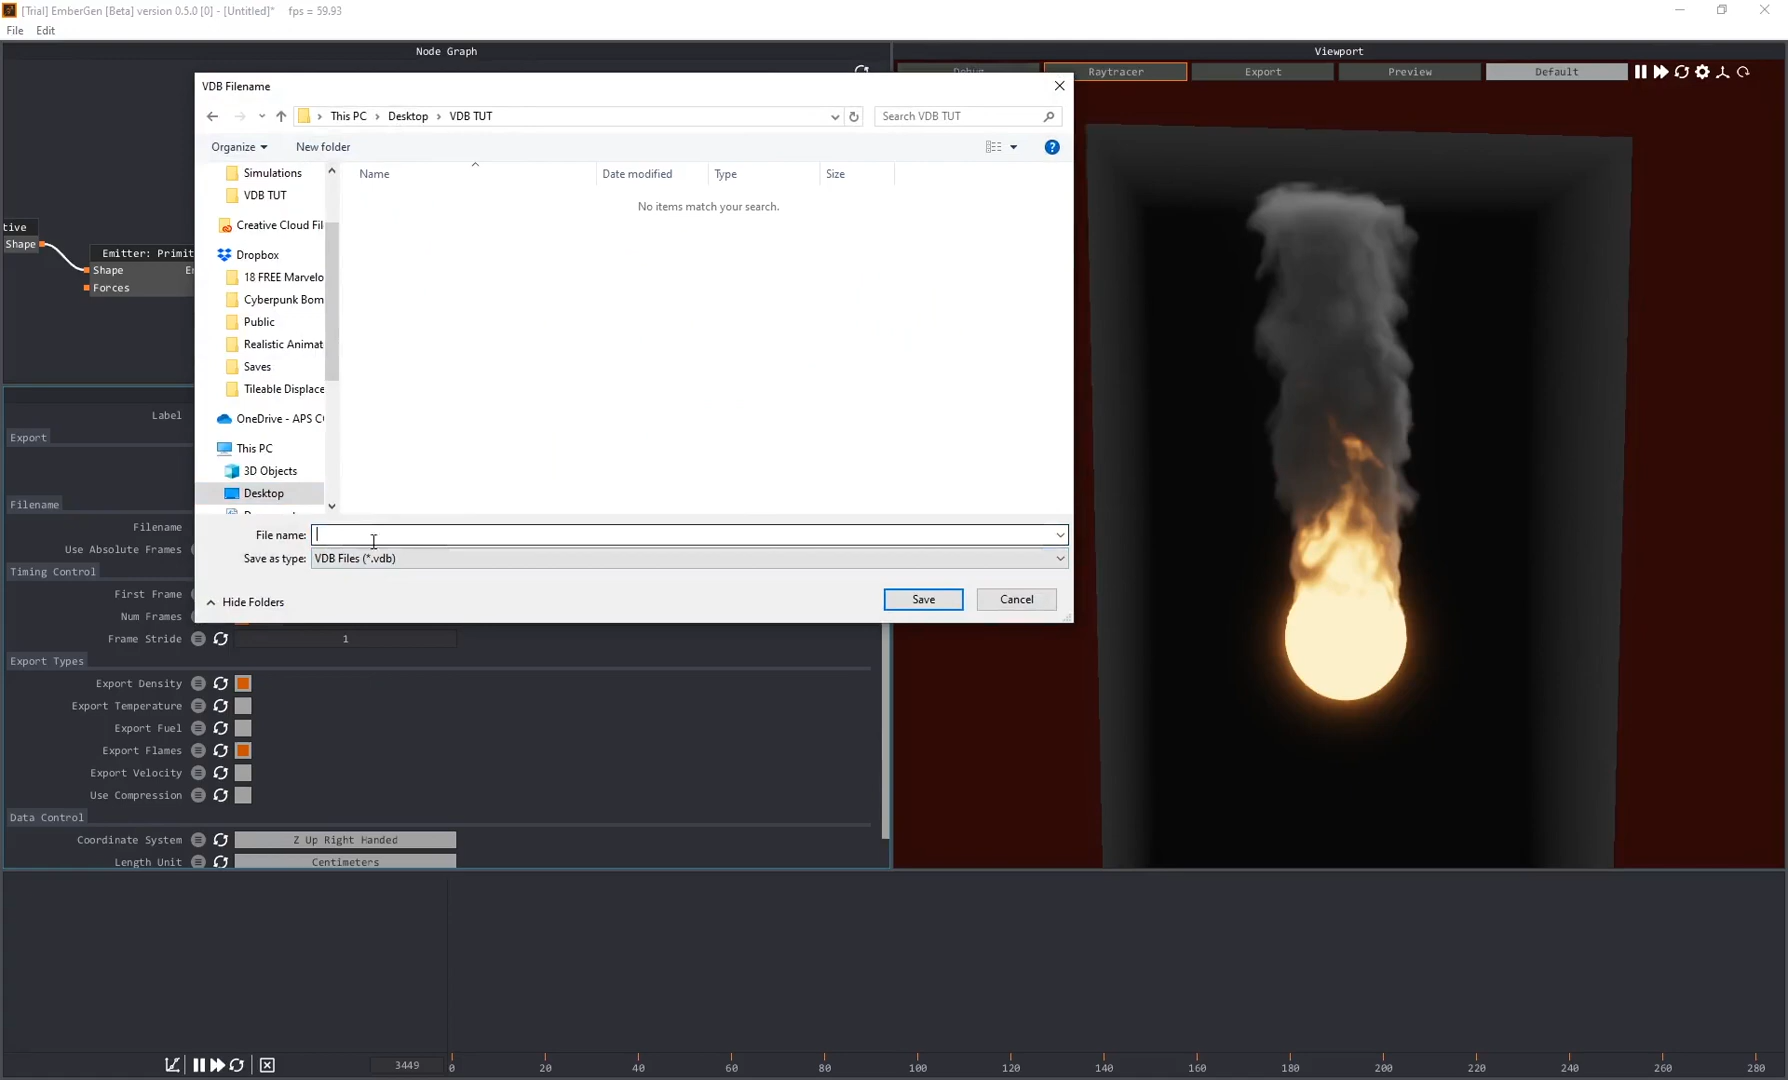 [Trial] EmberGen [Beta] version 0.5.0 [0] - [Untitled]* fps = 59.93
File Edit
Node Graph
Viewport
Debug Raytracer Export Preview Default
VDB Filename
This PC > Desktop > VDB TUT
Search VDB TUT
Organize New folder
Name Date modified Type Size
No items match your search.
Simulations
VDB TUT
Creative Cloud Fil
Dropbox
18 FREE Marvelo
Cyberpunk Bom
Public
Realistic Animat
Saves
Tileable Displace
OneDrive - APS C
This PC
3D Objects
Desktop
File name:
Save as type: VDB Files (*.vdb)
Hide Folders
Save Cancel
tive
Shape
Emitter: Primit
Shape
Forces
Label
Export
Filename
Filename
Use Absolute Frames
Timing Control
First Frame
Num Frames
Frame Stride 1
Export Types
Export Density
Export Temperature
Export Fuel
Export Flames
Export Velocity
Use Compression
Data Control
Coordinate System Z Up Right Handed
Length Unit Centimeters
3449 0 20 40 60 80 100 120 140 160 180 200 220 240 260 280